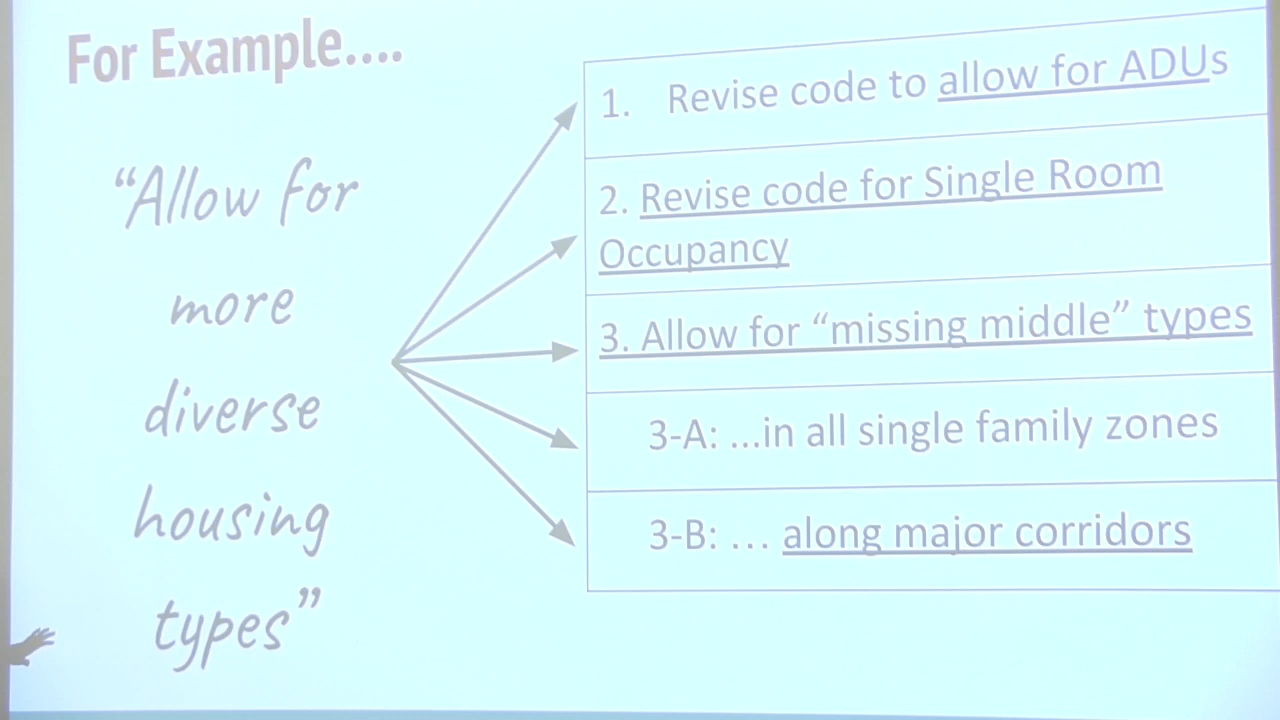 For Example....
“Allow for
more
diverse
housing
types”
1. Revise code to allow for ADUs
2. Revise code for Single Room
Occupancy
3. Allow for “missing middle” types
3-A: ...in all single family zones
3-B: ... along major corridors